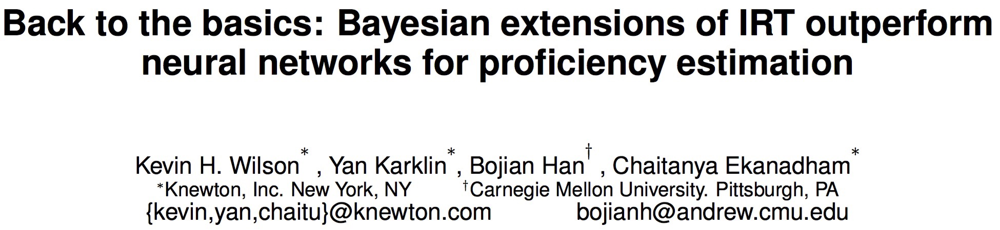 Back to the basics: Bayesian extensions of IRT outperform
neural networks for proficiency estimation
Kevin H. Wilson* , Yan Karklin*, Bojian Han† , Chaitanya Ekanadham*
*Knewton, Inc. New York, NY †Carnegie Mellon University. Pittsburgh, PA
{kevin,yan,chaitu}@knewton.com bojianh@andrew.cmu.edu